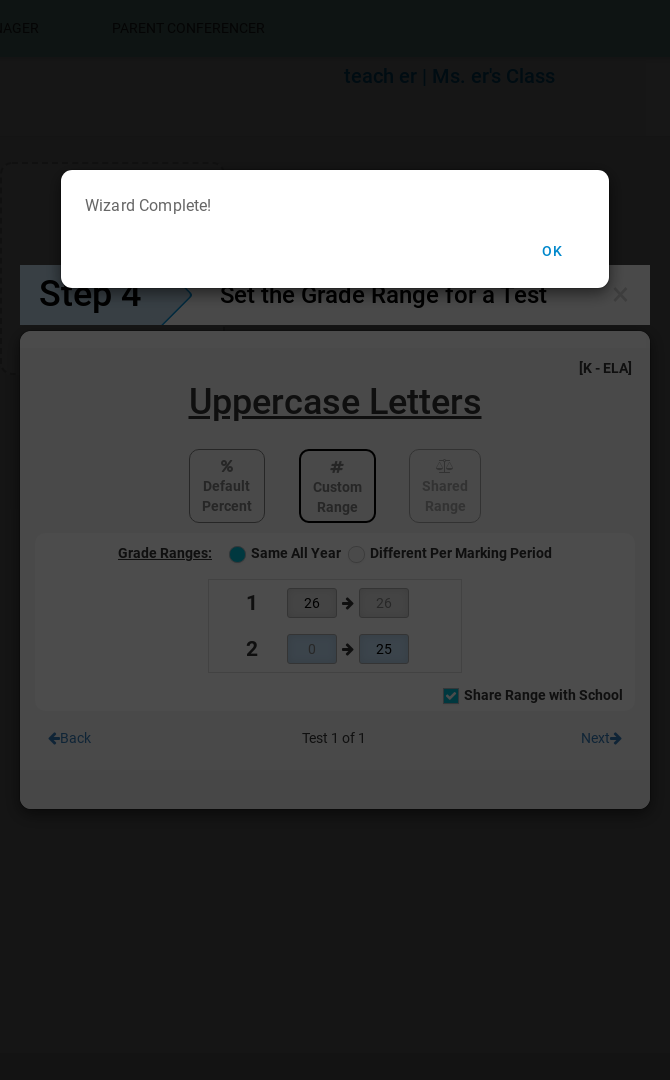 NAGER PARENT CONFERENCER
teach er | Ms. er's Class
Wizard Complete!
OK
Step 4 Set the Grade Range for a Test
[K - ELA]
Uppercase Letters
% Default Percent
# Custom Range
Shared Range
Grade Ranges: Same All Year Different Per Marking Period
1 26 26
2 0 25
Share Range with School
Back Test 1 of 1 Next